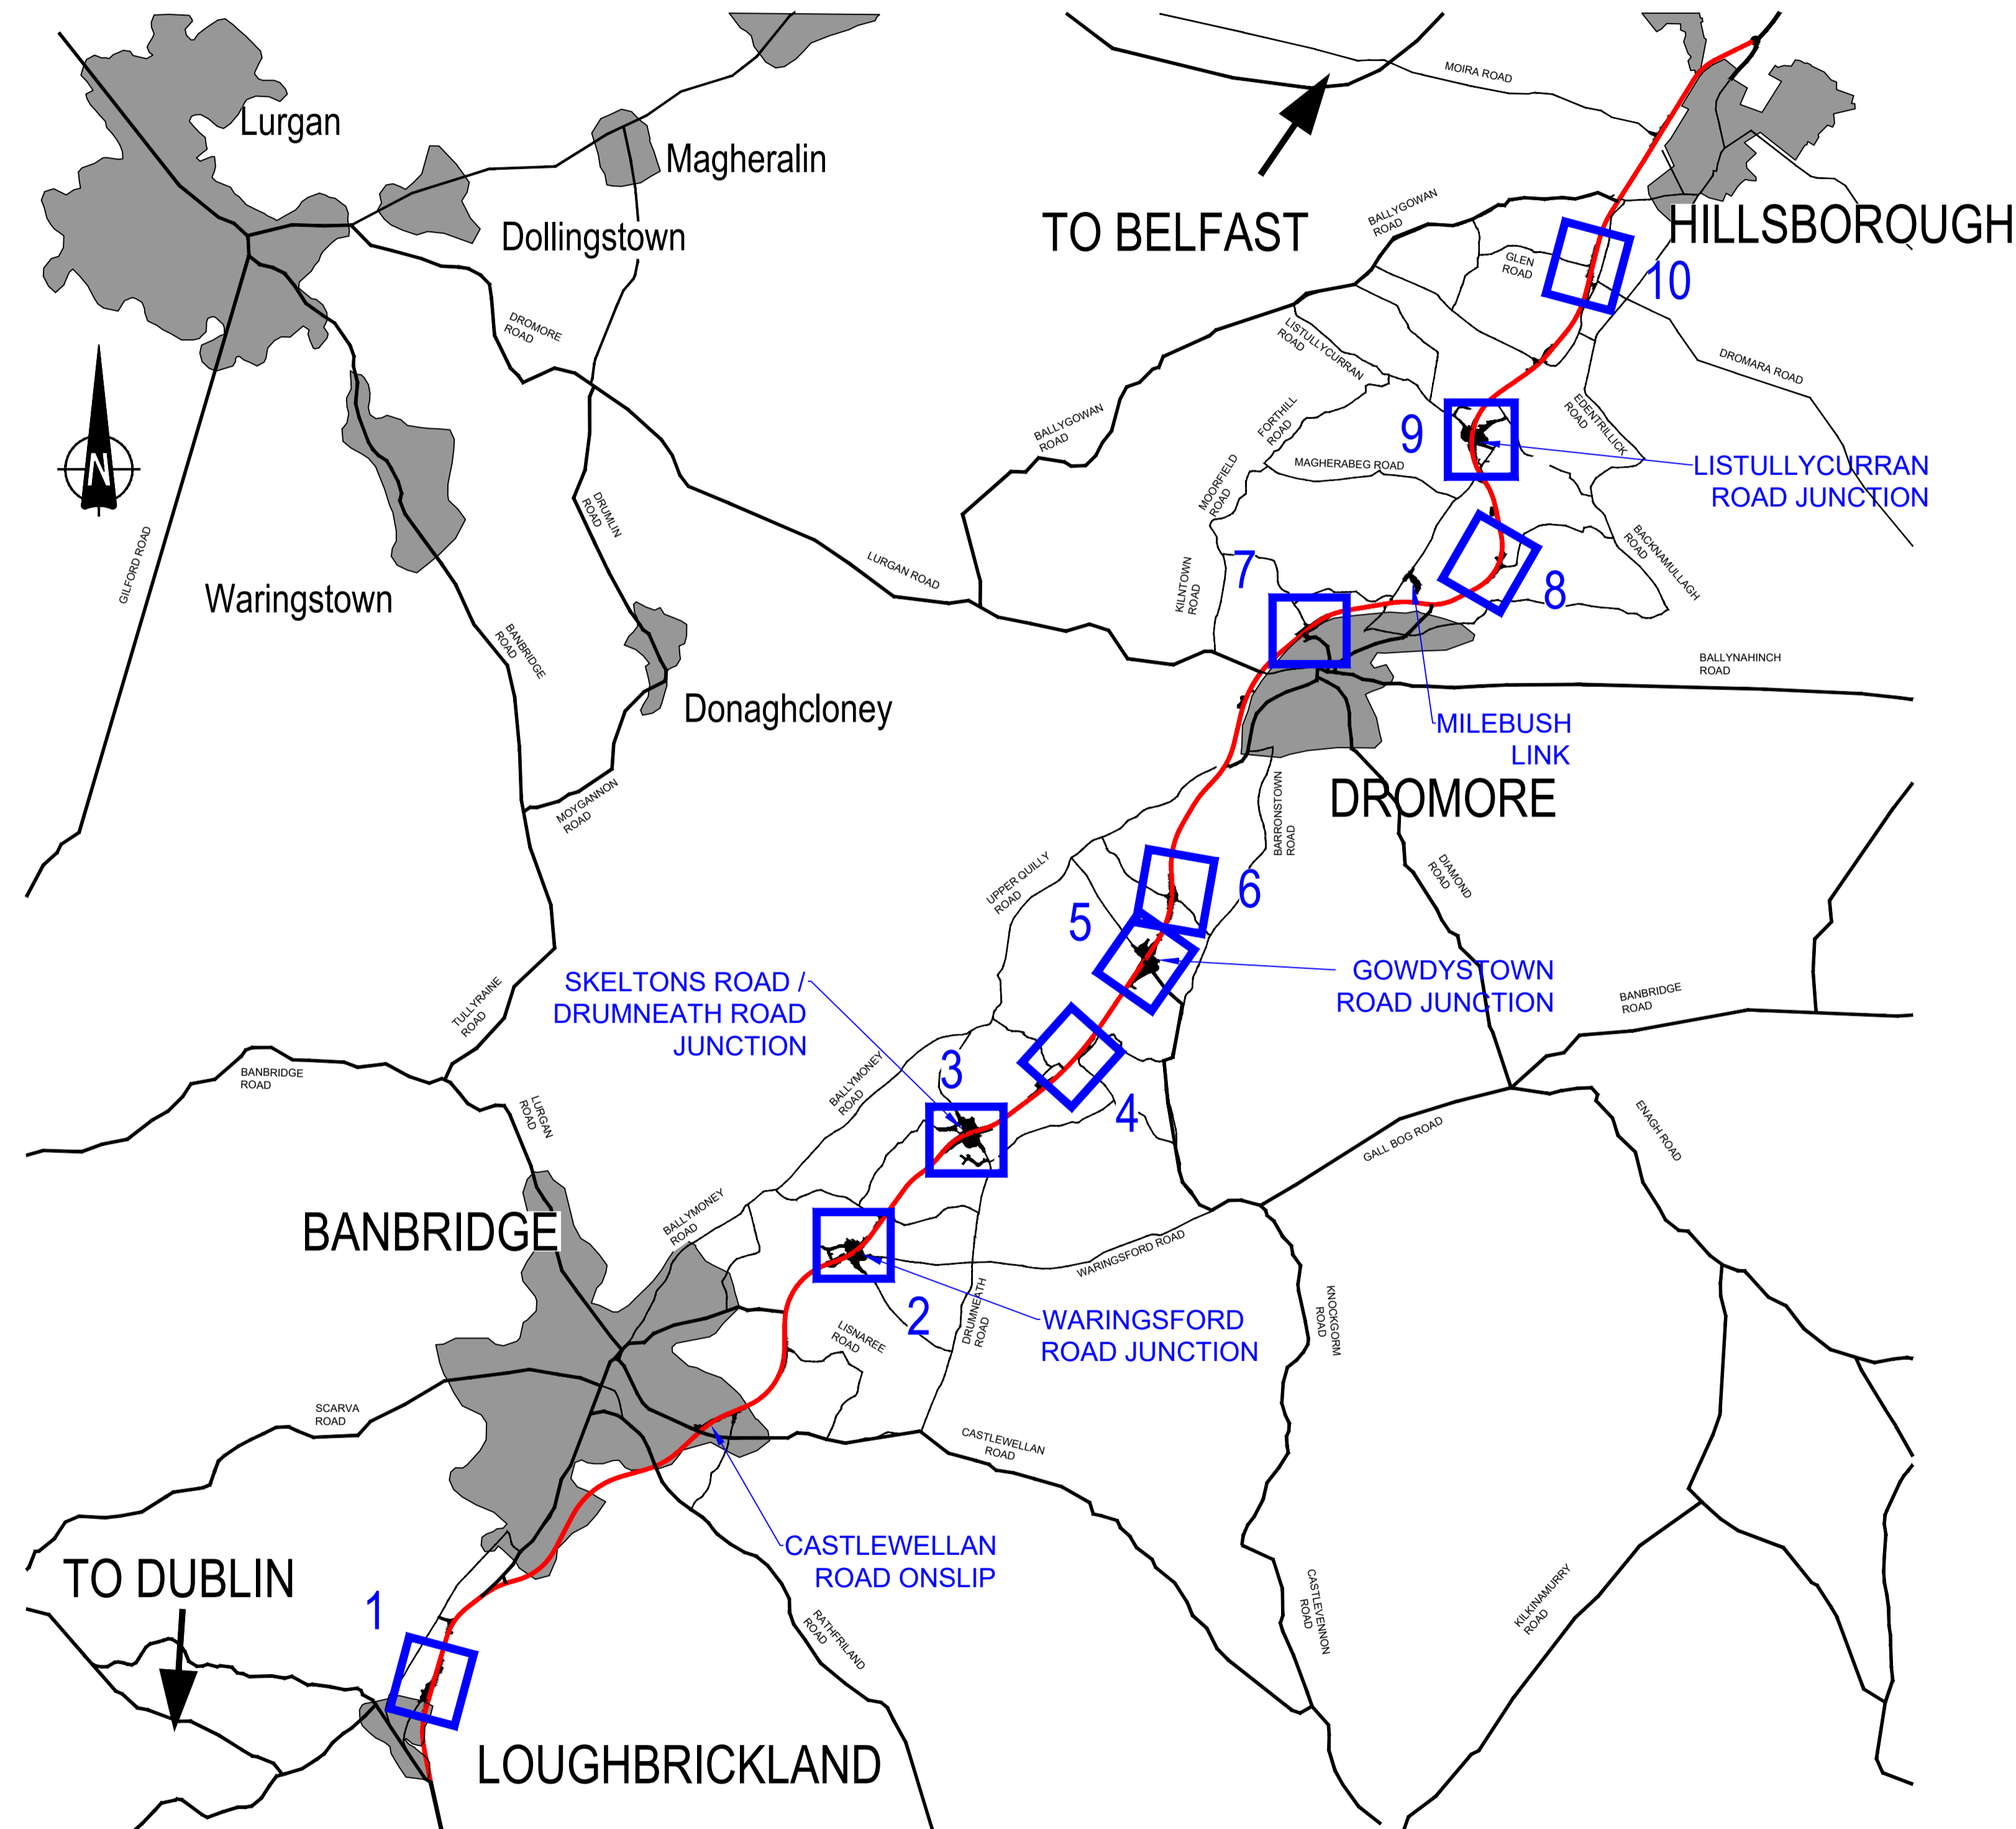 MOIRA ROAD
Lurgan
Magheralin
BALLYGOWAN
ROAD
TO BELFAST
HILLSBOROUGH
Dollingstown
GLEN
ROAD
10
DROMORE
ROAD
LISTULLYCURRAN
ROAD
DROMARA ROAD
BALLYGOWAN
ROAD
FORTHILL
ROAD
EDENTRILLICK
ROAD
9
MAGHERABEG ROAD
LISTULLYCURRAN
ROAD JUNCTION
N
MOORFIELD
ROAD
DRUMLIN
ROAD
GILFORD ROAD
LURGAN ROAD
BACKNAMULLAGH
ROAD
7
KILNTOWN
ROAD
8
Waringstown
BANBRIDGE
ROAD
BALLYNAHINCH
ROAD
Donaghcloney
MILEBUSH
LINK
MOYGANNON
ROAD
DROMORE
BARRONSTOWN
ROAD
UPPER QUILLY
ROAD
DIAMOND
ROAD
6
5
SKELTONS ROAD /
DRUMNEATH ROAD
JUNCTION
GOWDYSTOWN
ROAD JUNCTION
TULLYRAINE
ROAD
BANBRIDGE
ROAD
BANBRIDGE
ROAD
BALLYMONEY
ROAD
3
4
LURGAN
ROAD
ENAGH ROAD
GALL BOG ROAD
BANBRIDGE
BALLYMONEY
ROAD
WARINGSFORD ROAD
2
DRUMNEATH
ROAD
WARINGSFORD
ROAD JUNCTION
KNOCKGORM
ROAD
LISNAREE
ROAD
SCARVA
ROAD
CASTLEWELLAN
ROAD
CASTLEWELLAN
ROAD ONSLIP
TO DUBLIN
1
RATHFRILAND
ROAD
CASTLEVENNON
ROAD
KILKINAMURRY
ROAD
LOUGHBRICKLAND